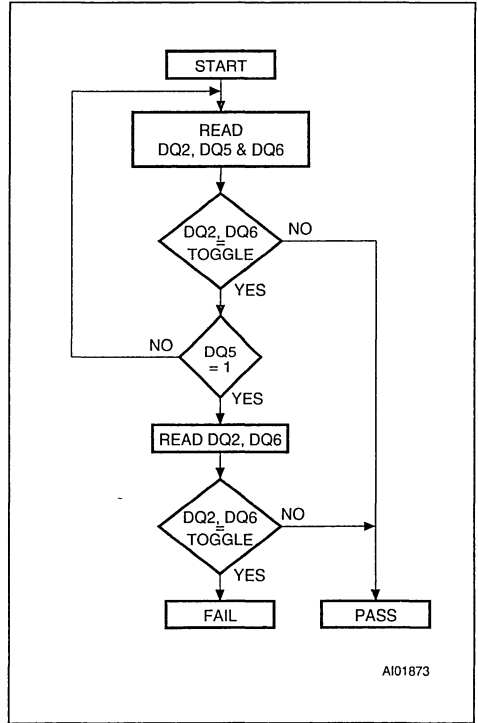 START
READ
DQ2, DQ5 & DQ6
DQ2, DQ6
=
TOGGLE
NO
YES
NO
DQ5
= 1
YES
READ DQ2, DQ6
DQ2, DQ6
=
TOGGLE
NO
YES
FAIL
PASS
AI01873